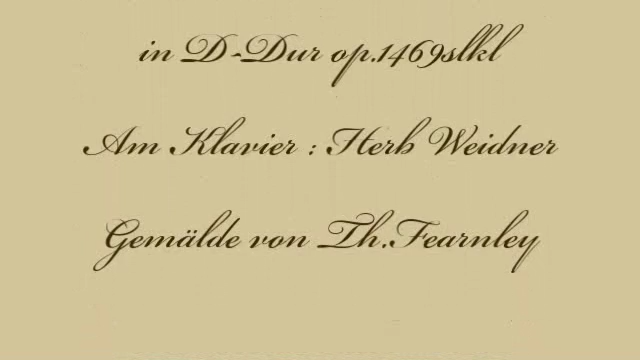 in D-Dur op.1469slkl
Am Klavier : Herb Weidner
Gemälde von Th.Fearnley